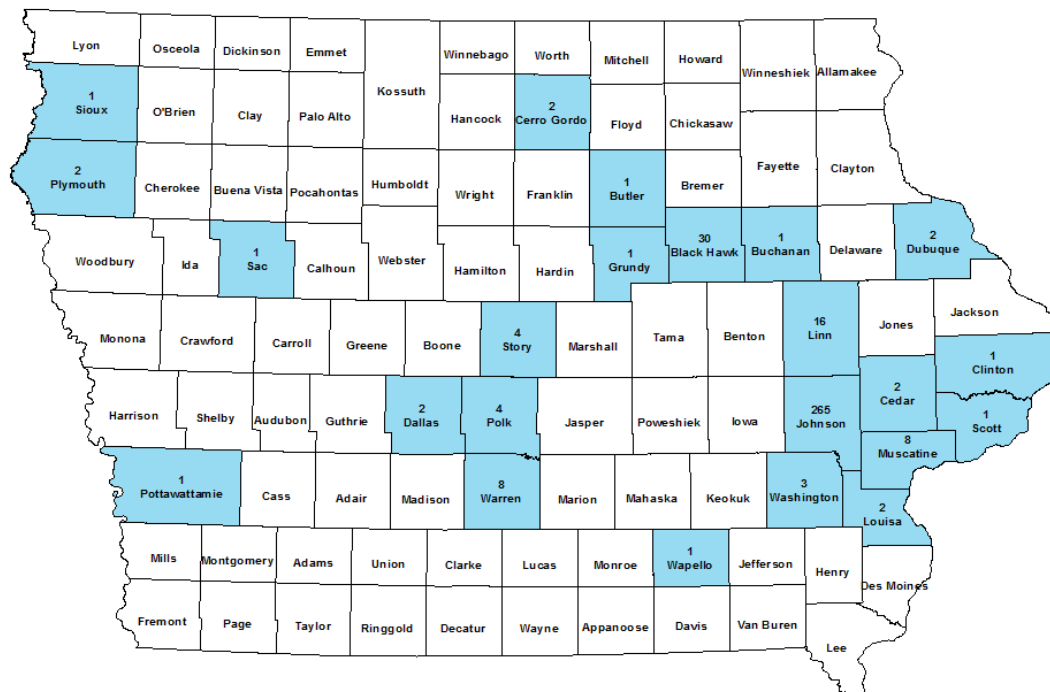 Lyon
Osceola
Dickinson
Emmet
Kossuth
Winnebago
Worth
Mitchell
Howard
Winneshiek
Allamakee
1
Sioux
O'Brien
Clay
Palo Alto
Hancock
2
Cerro Gordo
Floyd
Chickasaw
2
Plymouth
Cherokee
Buena Vista
Pocahontas
Humboldt
Wright
Franklin
1
Butler
Bremer
Fayette
Clayton
Woodbury
Ida
1
Sac
Calhoun
Webster
Hamilton
Hardin
1
Grundy
30
Black Hawk
1
Buchanan
Delaware
2
Dubuque
Monona
Crawford
Carroll
Greene
Boone
4
Story
Marshall
Tama
Benton
16
Linn
Jones
Jackson
1
Clinton
Harrison
Shelby
Audubon
Guthrie
2
Dallas
4
Polk
Jasper
Poweshiek
Iowa
265
Johnson
2
Cedar
1
Scott
8
Muscatine
1
Pottawattamie
Cass
Adair
Madison
8
Warren
Marion
Mahaska
Keokuk
3
Washington
2
Louisa
Mills
Montgomery
Adams
Union
Clarke
Lucas
Monroe
1
Wapello
Jefferson
Henry
Des Moines
Fremont
Page
Taylor
Ringgold
Decatur
Wayne
Appanoose
Davis
Van Buren
Lee